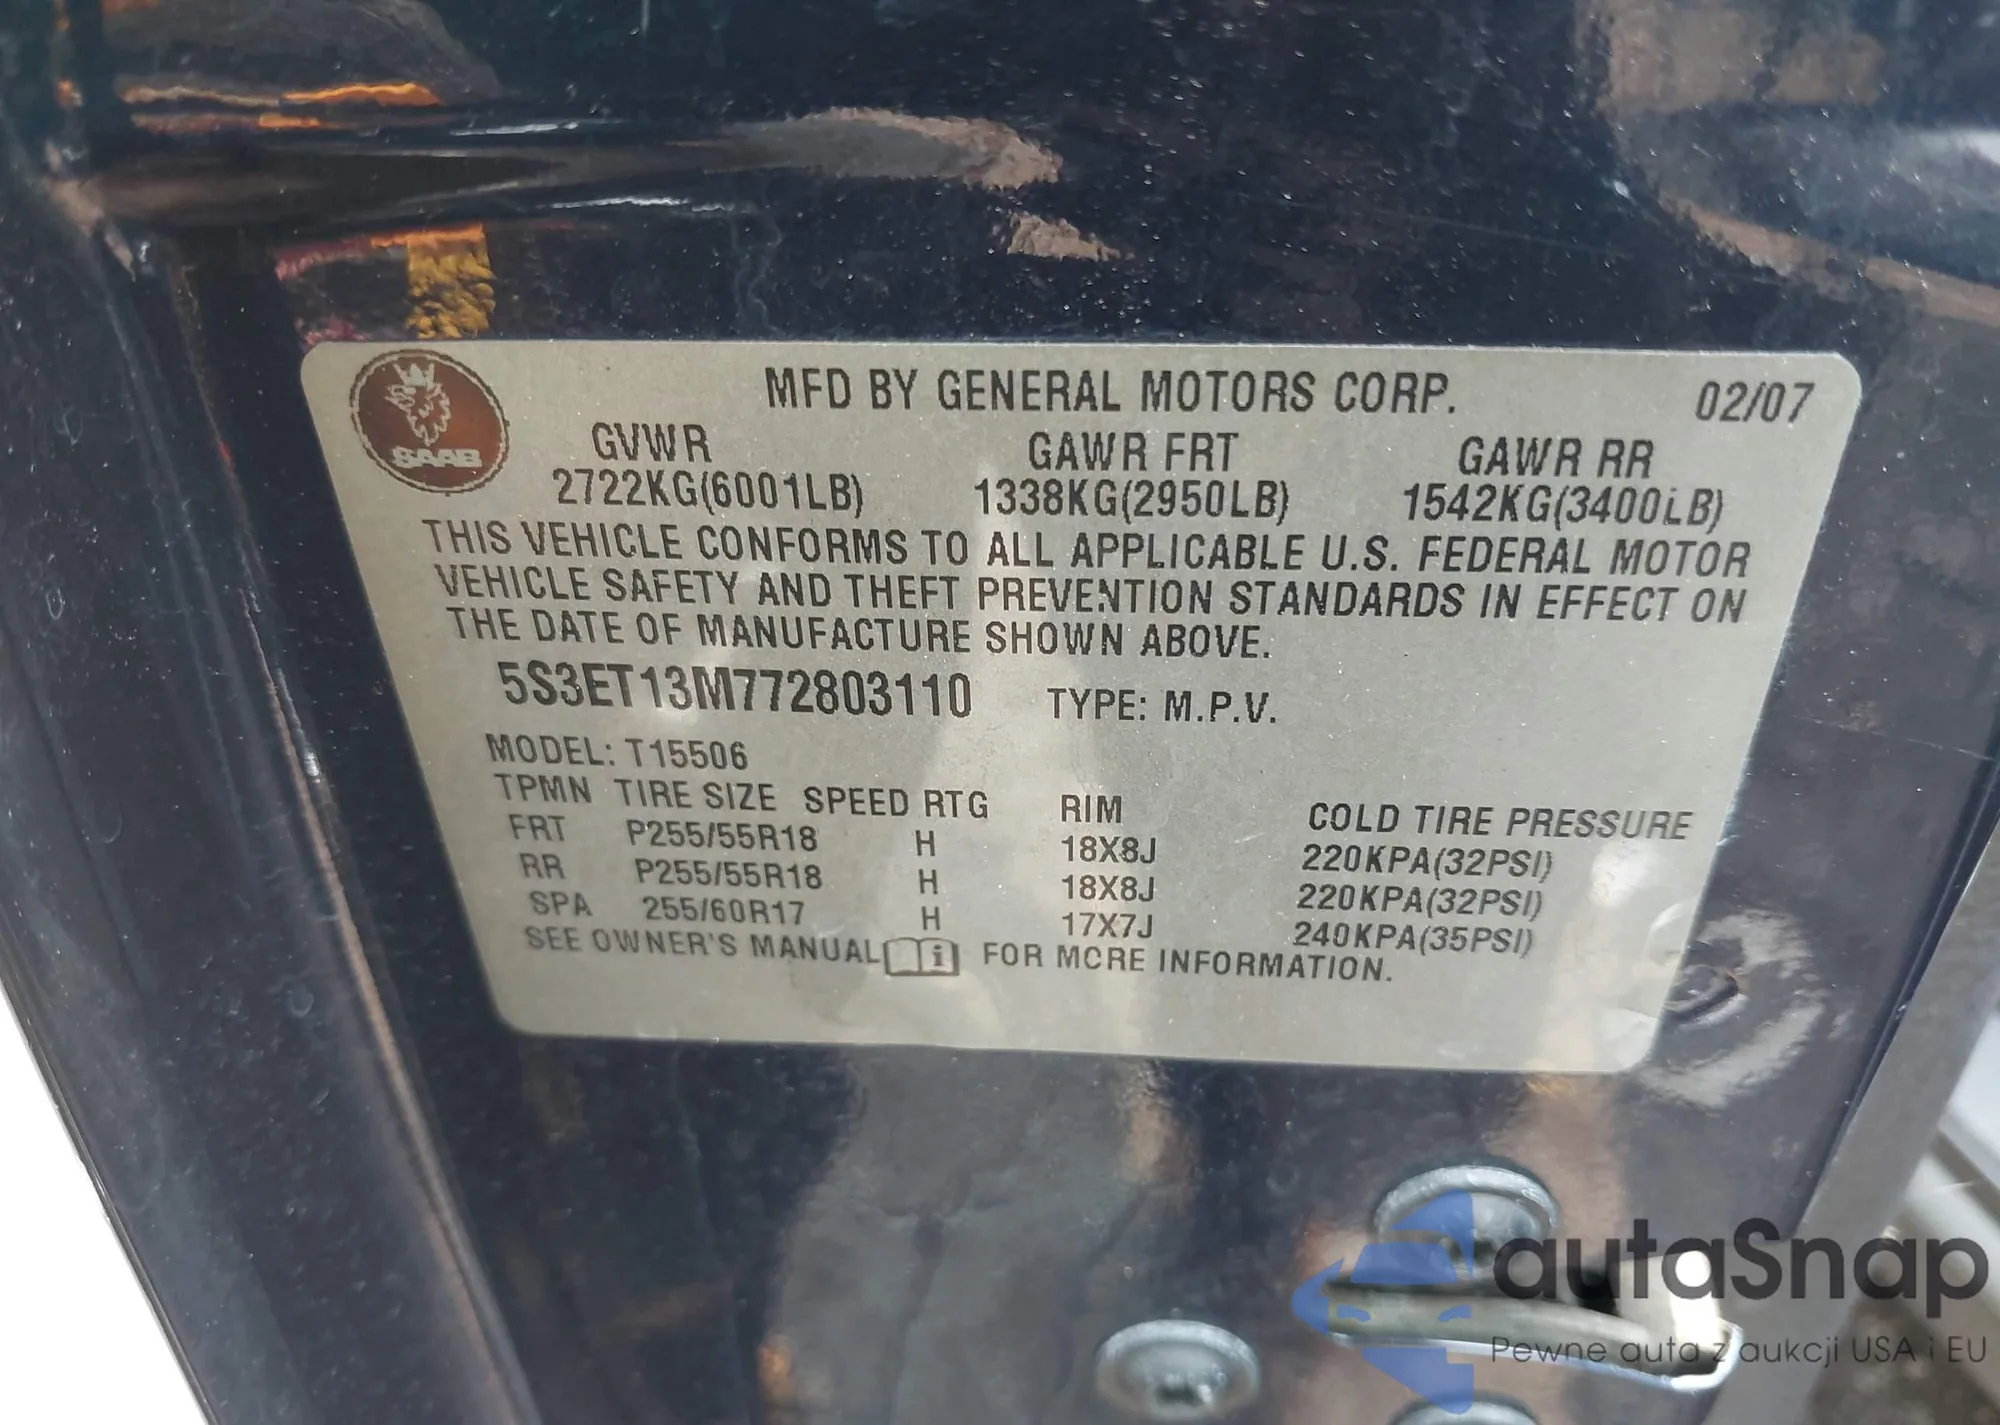 SAAB
MFD BY GENERAL MOTORS CORP. 02/07
GVWR GAWR FRT GAWR RR
2722KG(6001LB) 1338KG(2950LB) 1542KG(3400LB)
THIS VEHICLE CONFORMS TO ALL APPLICABLE U.S. FEDERAL MOTOR
VEHICLE SAFETY AND THEFT PREVENTION STANDARDS IN EFFECT ON
THE DATE OF MANUFACTURE SHOWN ABOVE.
5S3ET13M772803110 TYPE: M.P.V.
MODEL: T15506
TPMN TIRE SIZE SPEED RTG RIM COLD TIRE PRESSURE
FRT P255/55R18 H 18X8J 220KPA(32PSI)
RR P255/55R18 H 18X8J 220KPA(32PSI)
SPA 255/60R17 H 17X7J 240KPA(35PSI)
SEE OWNER'S MANUAL i FOR MORE INFORMATION.
autaSnap
Pewne auta z aukcji USA i EU